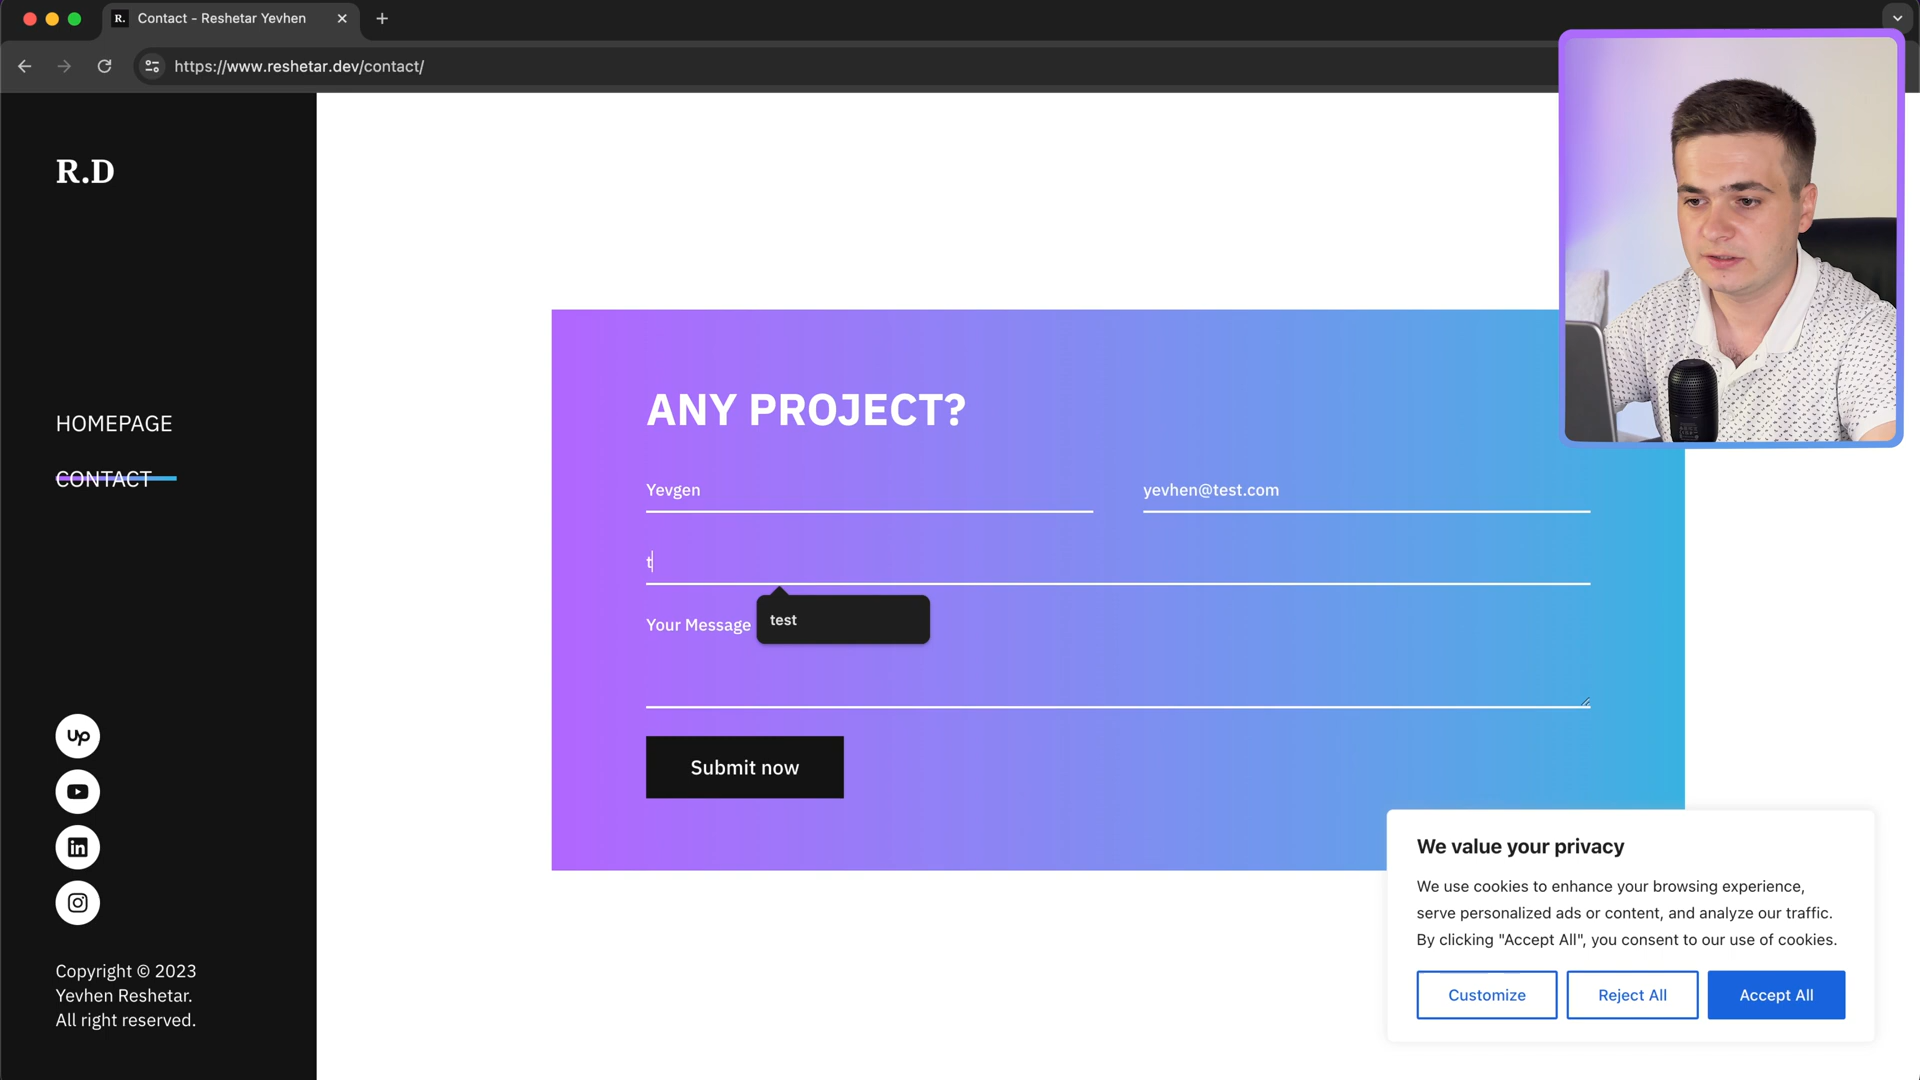 R. Contact - Reshetar Yevhen
https://www.reshetar.dev/contact/
R.D
HOMEPAGE
CONTACT
Up
in
Copyright © 2023
Yevhen Reshetar.
All right reserved.
ANY PROJECT?
Yevgen
yevhen@test.com
t
test
Your Message
Submit now
We value your privacy
We use cookies to enhance your browsing experience,
serve personalized ads or content, and analyze our traffic.
By clicking "Accept All", you consent to our use of cookies.
Customize
Reject All
Accept All